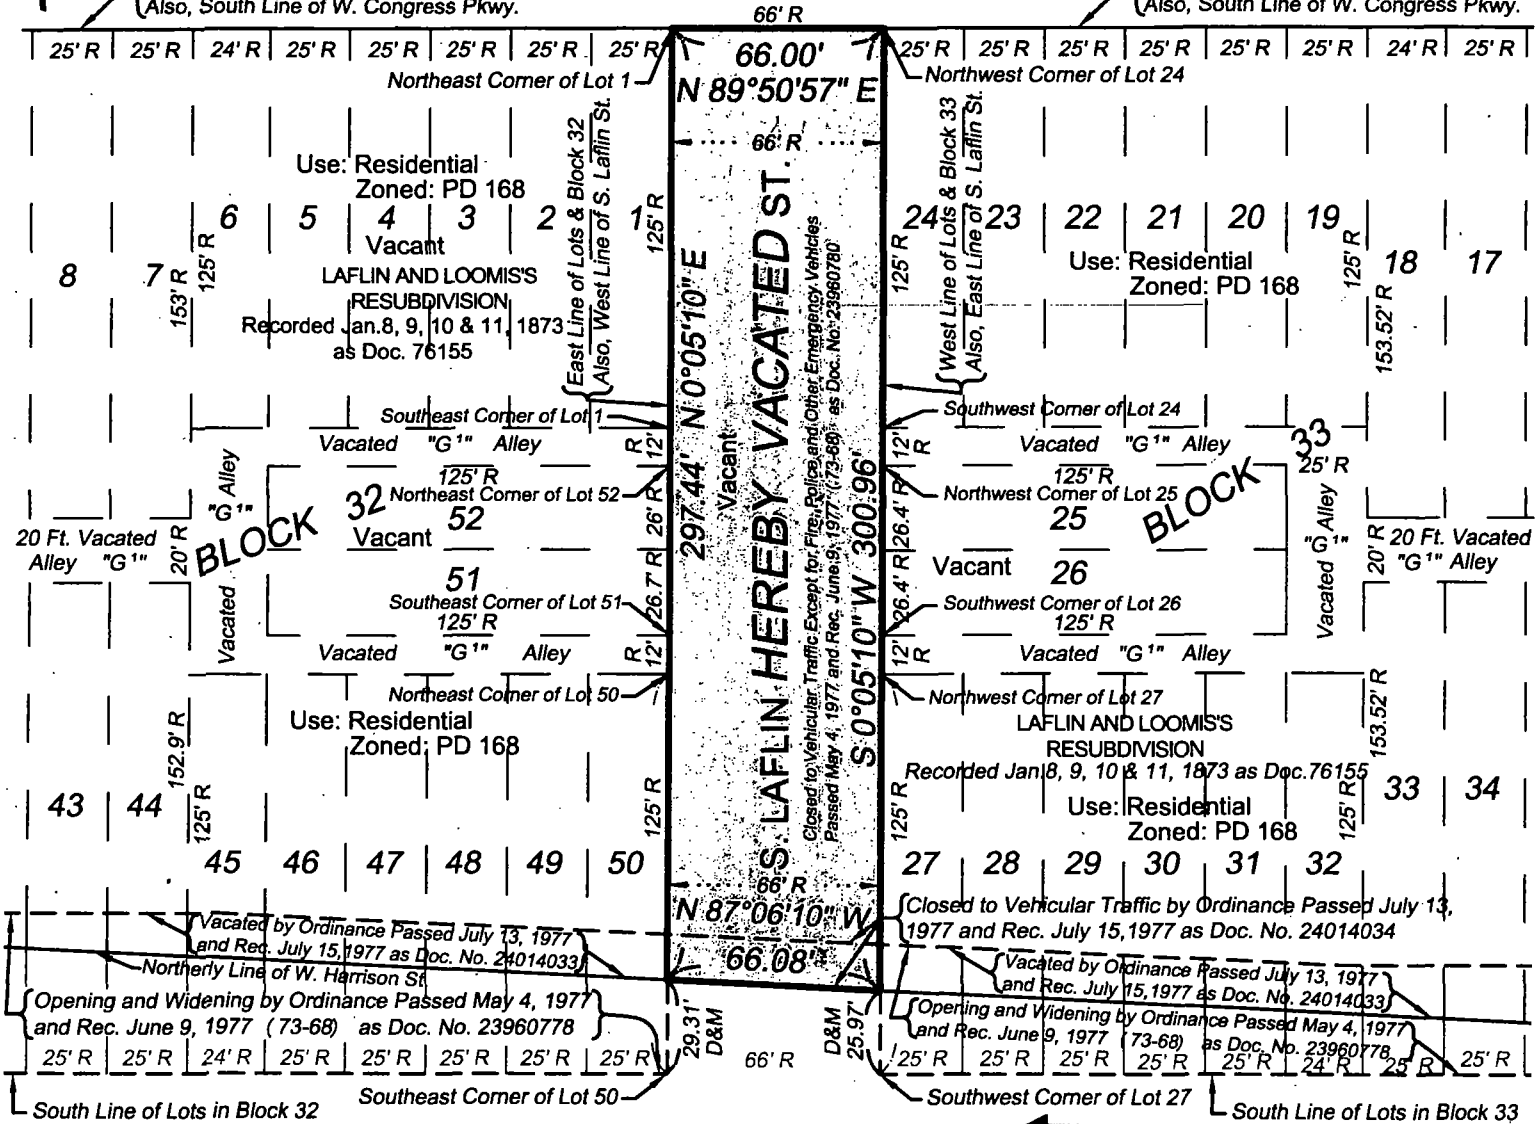 (Also, South Line of W. Congress Pkwy.
66' R
(Also, South Line of W. Congress Pkwy.
25' R 25' R 24' R 25' R 25' R 25' R 25' R 25' R
66.00'
25' R 25' R 25' R 25' R 25' R 25' R 24' R 25' R
Northeast Corner of Lot 1
N 89°50'57" E
Northwest Corner of Lot 24
66' R
East Line of Lots & Block 32
Also, West Line of S. Laflin St.
West Line of Lots & Block 33
Also, East Line of S. Laflin St.
Use: Residential
Zoned: PD 168
8 7 6 5 4 3 2 1
153' R
125' R
125' R
Vacant
LAFLIN AND LOOMIS'S
RESUBDIVISION
Recorded Jan.8, 9, 10 & 11, 1873
as Doc. 76155
24 23 22 21 20 19 18 17
125' R
125' R
153.52' R
Use: Residential
Zoned: PD 168
297.44' N 0°05'10" E
Vacant
S. LAFLIN HEREBY VACATED ST.
Closed to Vehicular Traffic Except for Fire, Police and Other Emergency Vehicles
Passed May 4, 1977 and Rec. June 9, 1977 (73-68) as Doc. No. 23960780
S 0°05'10" W 300.96'
Southeast Corner of Lot 1
Southwest Corner of Lot 24
Vacated "G¹" Alley
R 12'
12' R
Vacated "G¹" Alley
125' R
Northeast Corner of Lot 52
26' R
26.4' R
125' R
Northwest Corner of Lot 25
25' R
BLOCK 32
BLOCK 33
Vacated "G¹" Alley
Vacated "G¹" Alley
20 Ft. Vacated
Alley "G¹"
20' R
20' R
20 Ft. Vacated
"G¹" Alley
52
Vacant
51
25
Vacant 26
26.7' R
26.4' R
Southeast Corner of Lot 51
125' R
Southwest Corner of Lot 26
125' R
Vacated "G¹" Alley
R 12'
12' R
Vacated "G¹" Alley
Northeast Corner of Lot 50
Northwest Corner of Lot 27
Use: Residential
Zoned: PD 168
LAFLIN AND LOOMIS'S
RESUBDIVISION
Recorded Jan 8, 9, 10 & 11, 1873 as Doc.76155
Use: Residential
Zoned: PD 168
152.9' R
125' R
125' R
125' R
125' R
153.52' R
43 44 45 46 47 48 49 50
27 28 29 30 31 32 33 34
66' R
N 87°06'10" W
66.08'
Closed to Vehicular Traffic by Ordinance Passed July 13,
1977 and Rec. July 15, 1977 as Doc. No. 24014034
Vacated by Ordinance Passed July 13, 1977
and Rec. July 15, 1977 as Doc. No. 24014033
Northerly Line of W. Harrison St
Vacated by Ordinance Passed July 13, 1977
and Rec. July 15, 1977 as Doc. No. 24014033
Opening and Widening by Ordinance Passed May 4, 1977
and Rec. June 9, 1977 (73-68) as Doc. No. 23960778
Opening and Widening by Ordinance Passed May 4, 1977
and Rec. June 9, 1977 (73-68) as Doc. No. 23960778
29.31'
D&M
D&M
25.97'
25' R 25' R 24' R 25' R 25' R 25' R 25' R 25' R
66' R
25' R 25' R 25' R 25' R 25' R 24' R 25' R 25' R
Southeast Corner of Lot 50
Southwest Corner of Lot 27
South Line of Lots in Block 32
South Line of Lots in Block 33